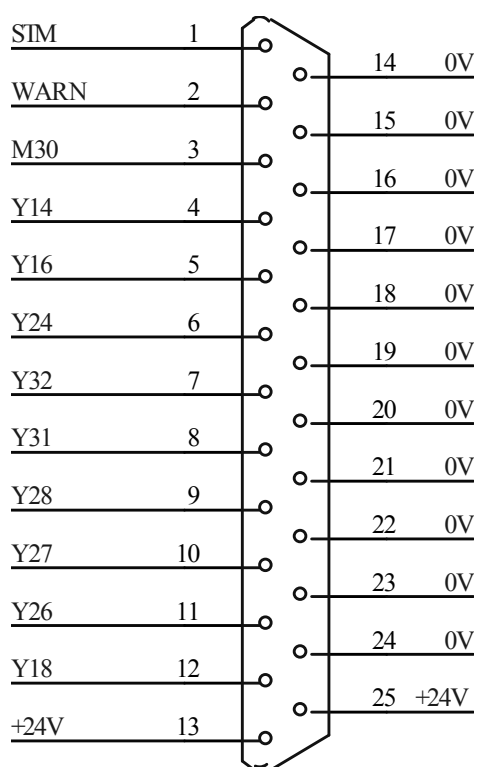 STM 1
14 0V
WARN 2
15 0V
M30 3
16 0V
Y14 4
17 0V
Y16 5
18 0V
Y24 6
19 0V
Y32 7
20 0V
Y31 8
21 0V
Y28 9
22 0V
Y27 10
23 0V
Y26 11
24 0V
Y18 12
25 +24V
+24V 13